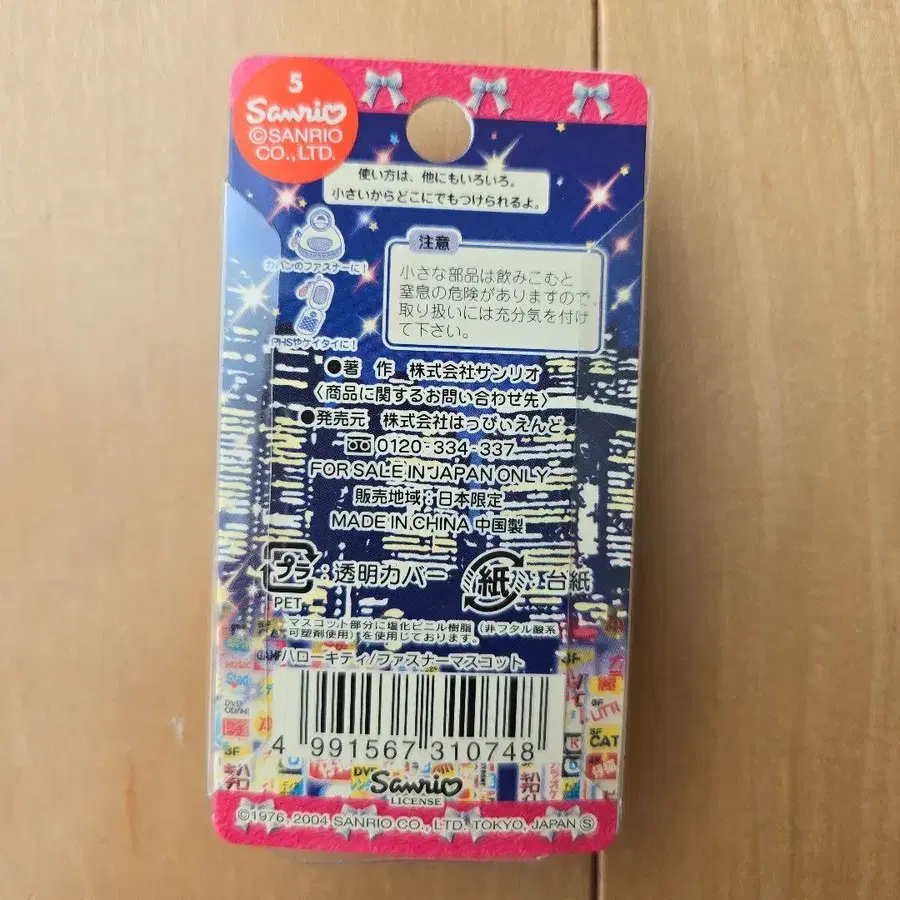 5
Sanrio
©SANRIO
CO., LTD.
使い方は、他にもいろいろ。
小さいからどこにでもつけられるよ。
カバンのファスナーに!
PHSやケイタイに!
注意
小さな部品は飲みこむと
窒息の危険がありますので、
取り扱いには充分気を付け
て下さい。
●著 作 株式会社サンリオ
〈商品に関するお問い合わせ先〉
●発売元 株式会社はっぴぃえんど
0120-334-337
FOR SALE IN JAPAN ONLY
販売地域:日本限定
MADE IN CHINA 中国製
プラ:透明カバー
PET
紙:台紙
マスコット部分に塩化ビニル樹脂(非フタル酸系
可塑剤使用)を使用しております。
ハローキティ/ファスナーマスコット
4 991567 310748
Sanrio
LICENSE
©1976, 2004 SANRIO CO., LTD. TOKYO, JAPAN Ⓢ